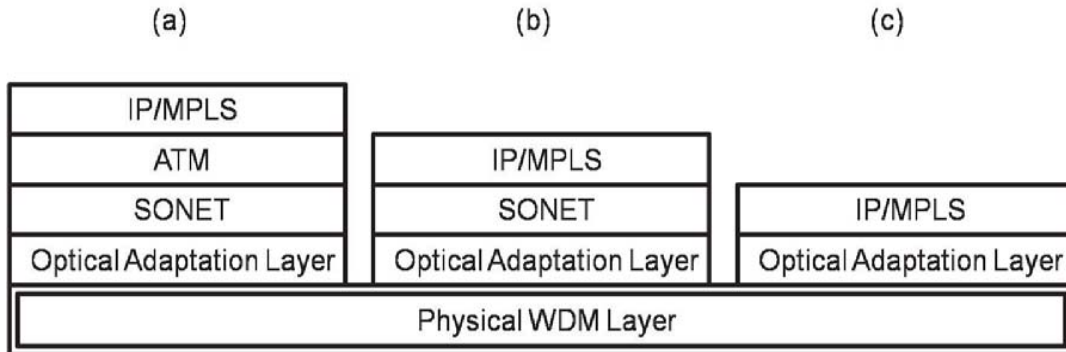 (a) (b) (c)
IP/MPLS
ATM IP/MPLS
SONET SONET IP/MPLS
Optical Adaptation Layer Optical Adaptation Layer Optical Adaptation Layer
Physical WDM Layer